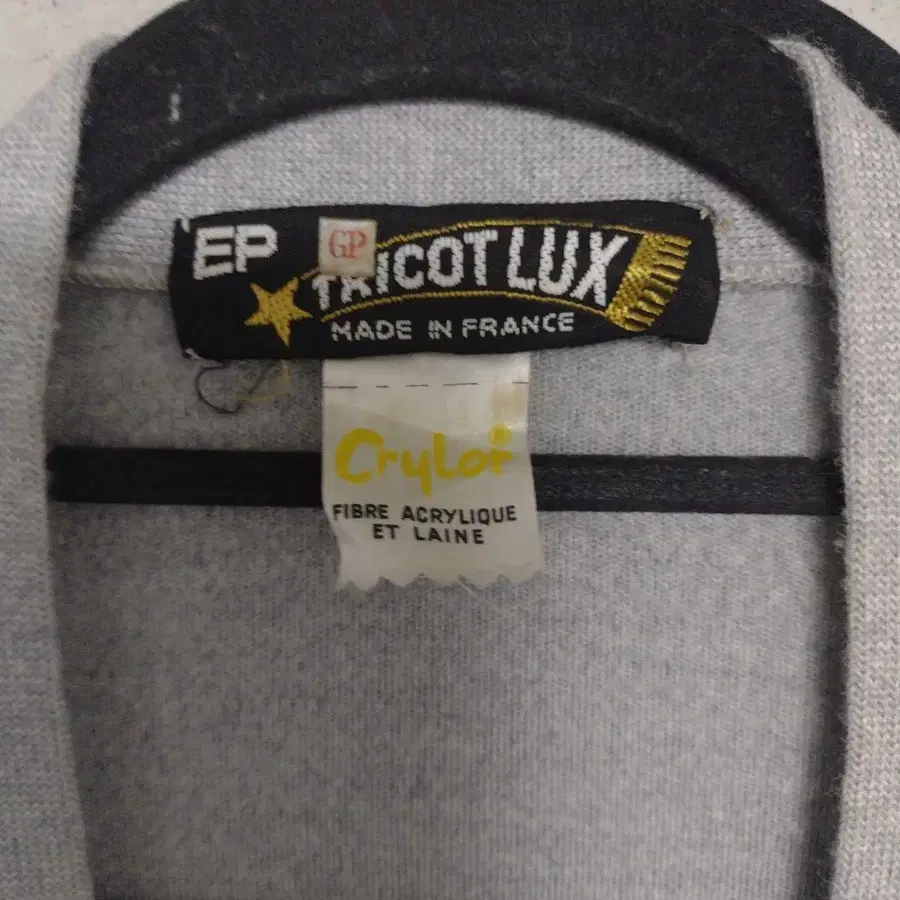 EP
GP
TRICOT LUX
MADE IN FRANCE
Crylor
FIBRE ACRYLIQUE
ET LAINE